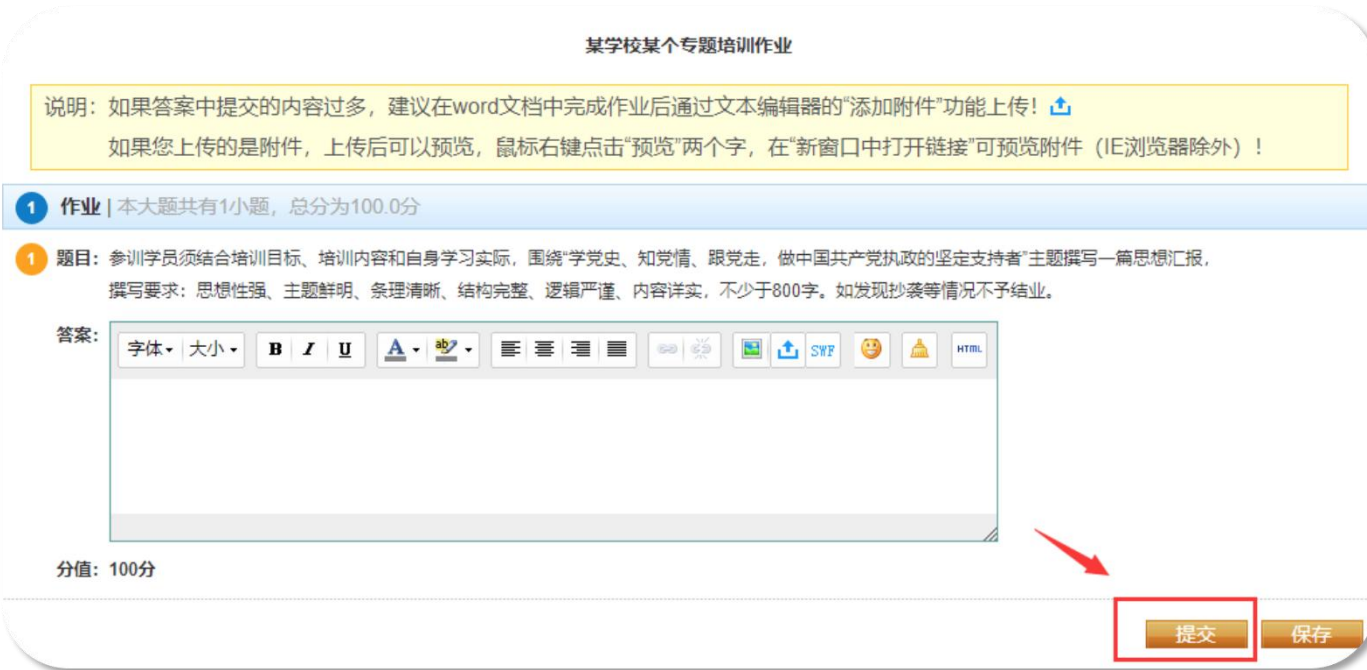 某学校某个专题培训作业
说明：如果答案中提交的内容过多，建议在word文档中完成作业后通过文本编辑器的“添加附件”功能上传！
如果您上传的是附件，上传后可以预览，鼠标右键点击“预览”两个字，在“新窗口中打开链接”可预览附件（IE浏览器除外）！
1 作业 | 本大题共有1小题，总分为100.0分
1 题目：参训学员须结合培训目标、培训内容和自身学习实际，围绕“学党史、知党情、跟党走，做中国共产党执政的坚定支持者”主题撰写一篇思想汇报，
撰写要求：思想性强、主题鲜明、条理清晰、结构完整、逻辑严谨、内容详实，不少于800字。如发现抄袭等情况不予结业。
答案：
字体 大小 B I U A ab SWF HTML
分值：100分
提交 保存